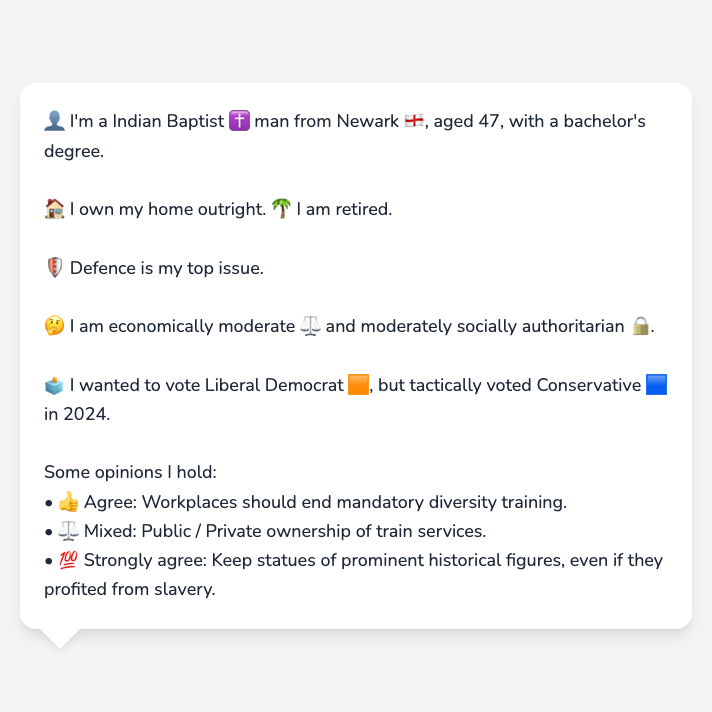 👤 I'm a Indian Baptist ✝️ man from Newark 🏴󠁧󠁢󠁥󠁮󠁧󠁿, aged 47, with a bachelor's
degree.
🏠 I own my home outright. 🌴 I am retired.
🛡️ Defence is my top issue.
🤔 I am economically moderate ⚖️ and moderately socially authoritarian 🔒.
🗳️ I wanted to vote Liberal Democrat 🟧, but tactically voted Conservative 🟦
in 2024.
Some opinions I hold:
• 👍 Agree: Workplaces should end mandatory diversity training.
• ⚖️ Mixed: Public / Private ownership of train services.
• 💯 Strongly agree: Keep statues of prominent historical figures, even if they
profited from slavery.